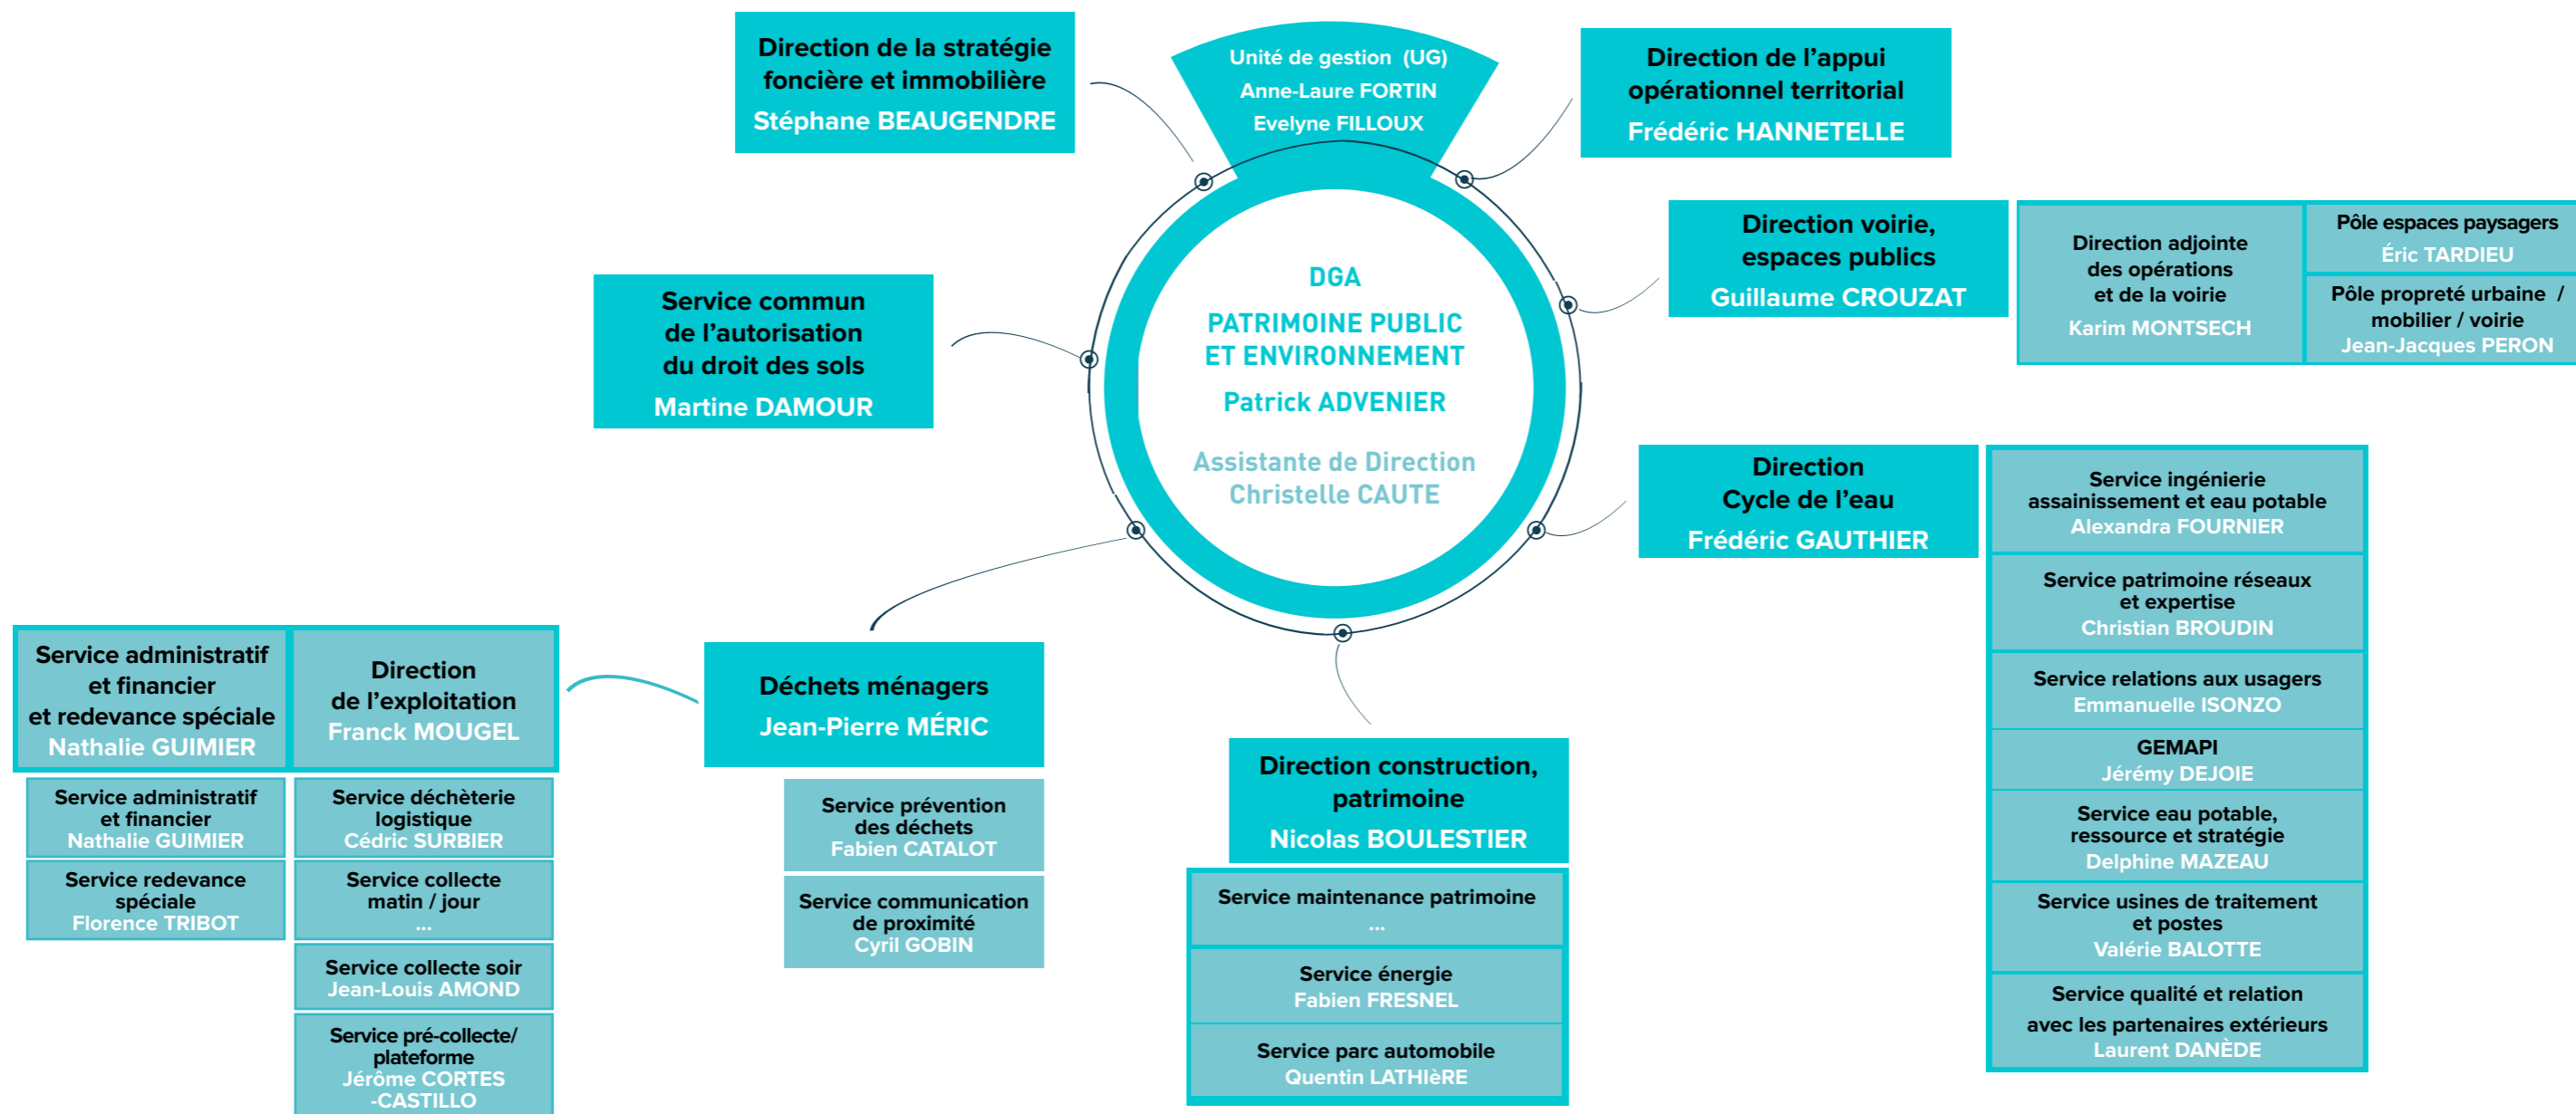 Direction de la stratégie
foncière et immobilière
Stéphane BEAUGENDRE
Unité de gestion (UG)
Anne-Laure FORTIN
Evelyne FILLOUX
Direction de l'appui
opérationnel territorial
Frédéric HANNETELLE
Direction voirie,
espaces publics
Guillaume CROUZAT
Direction adjointe
des opérations
et de la voirie
Karim MONTSECH
Pôle espaces paysagers
Éric TARDIEU
Pôle propreté urbaine /
mobilier / voirie
Jean-Jacques PERON
Service commun
de l'autorisation
du droit des sols
Martine DAMOUR
DGA
PATRIMOINE PUBLIC
ET ENVIRONNEMENT
Patrick ADVENIER
Assistante de Direction
Christelle CAUTE
Direction
Cycle de l'eau
Frédéric GAUTHIER
Service ingénierie
assainissement et eau potable
Alexandra FOURNIER
Service patrimoine réseaux
et expertise
Christian BROUDIN
Service relations aux usagers
Emmanuelle ISONZO
GEMAPI
Jérémy DEJOIE
Service eau potable,
ressource et stratégie
Delphine MAZEAU
Service usines de traitement
et postes
Valérie BALOTTE
Service qualité et relation
avec les partenaires extérieurs
Laurent DANÈDE
Service administratif
et financier
et redevance spéciale
Nathalie GUIMIER
Direction
de l'exploitation
Franck MOUGEL
Déchets ménagers
Jean-Pierre MÉRIC
Service administratif
et financier
Nathalie GUIMIER
Service redevance
spéciale
Florence TRIBOT
Service déchèterie
logistique
Cédric SURBIER
Service collecte
matin / jour
...
Service collecte soir
Jean-Louis AMOND
Service pré-collecte/
plateforme
Jérôme CORTES
-CASTILLO
Service prévention
des déchets
Fabien CATALOT
Service communication
de proximité
Cyril GOBIN
Direction construction,
patrimoine
Nicolas BOULESTIER
Service maintenance patrimoine
...
Service énergie
Fabien FRESNEL
Service parc automobile
Quentin LATHIèRE